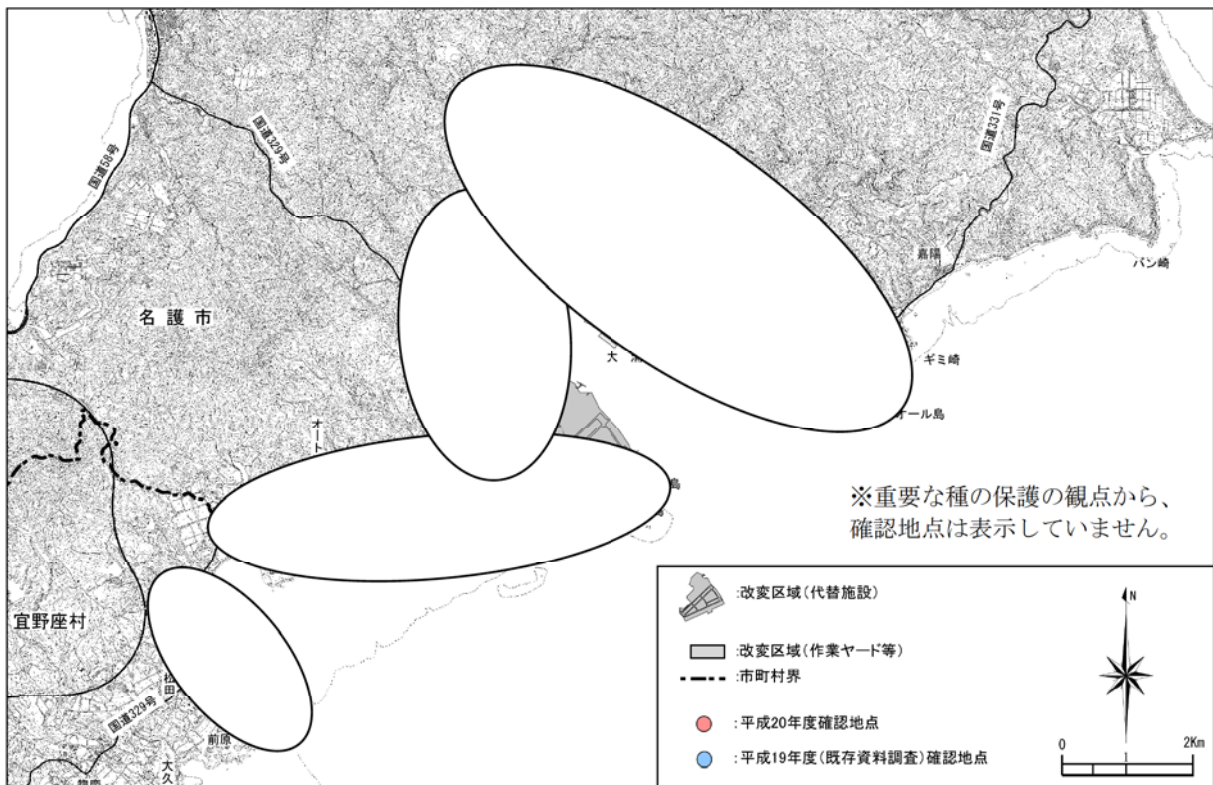 国道58号
国道329号
国道331号
嘉陽
バン崎
名護市
大
ギミ崎
オール島
オート
島
※重要な種の保護の観点から、
確認地点は表示していません。
宜野座村
松田
国道329号
前原
大久
:改変区域(代替施設)
:改変区域(作業ヤード等)
:市町村界
:平成20年度確認地点
:平成19年度(既存資料調査)確認地点
N
0 1 2Km